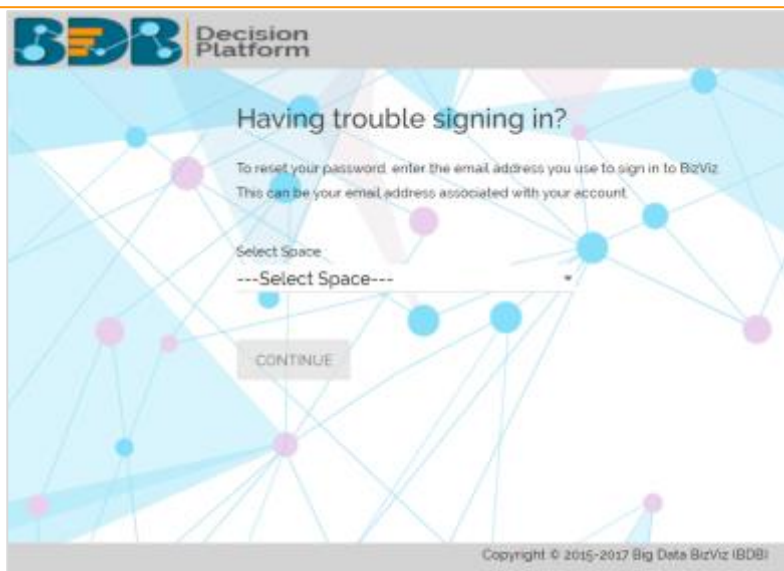 BDB Decision
Platform
Having trouble signing in?
To reset your password, enter the email address you use to sign in to BizViz
This can be your email address associated with your account.
Select Space
---Select Space---
CONTINUE
Copyright © 2015-2017 Big Data BizViz (BDB)